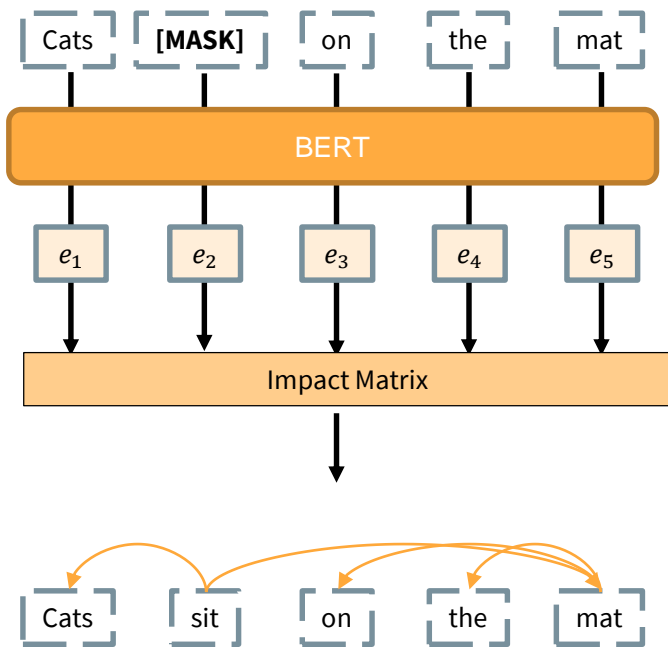 Cats [MASK] on the mat
BERT
e₁ e₂ e₃ e₄ e₅
Impact Matrix
Cats sit on the mat